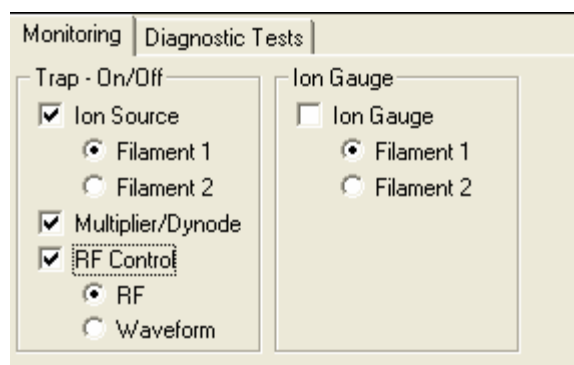 Monitoring
Diagnostic Tests
Trap - On/Off
Ion Source
Filament 1
Filament 2
Multiplier/Dynode
RF Control
RF
Waveform
Ion Gauge
Ion Gauge
Filament 1
Filament 2